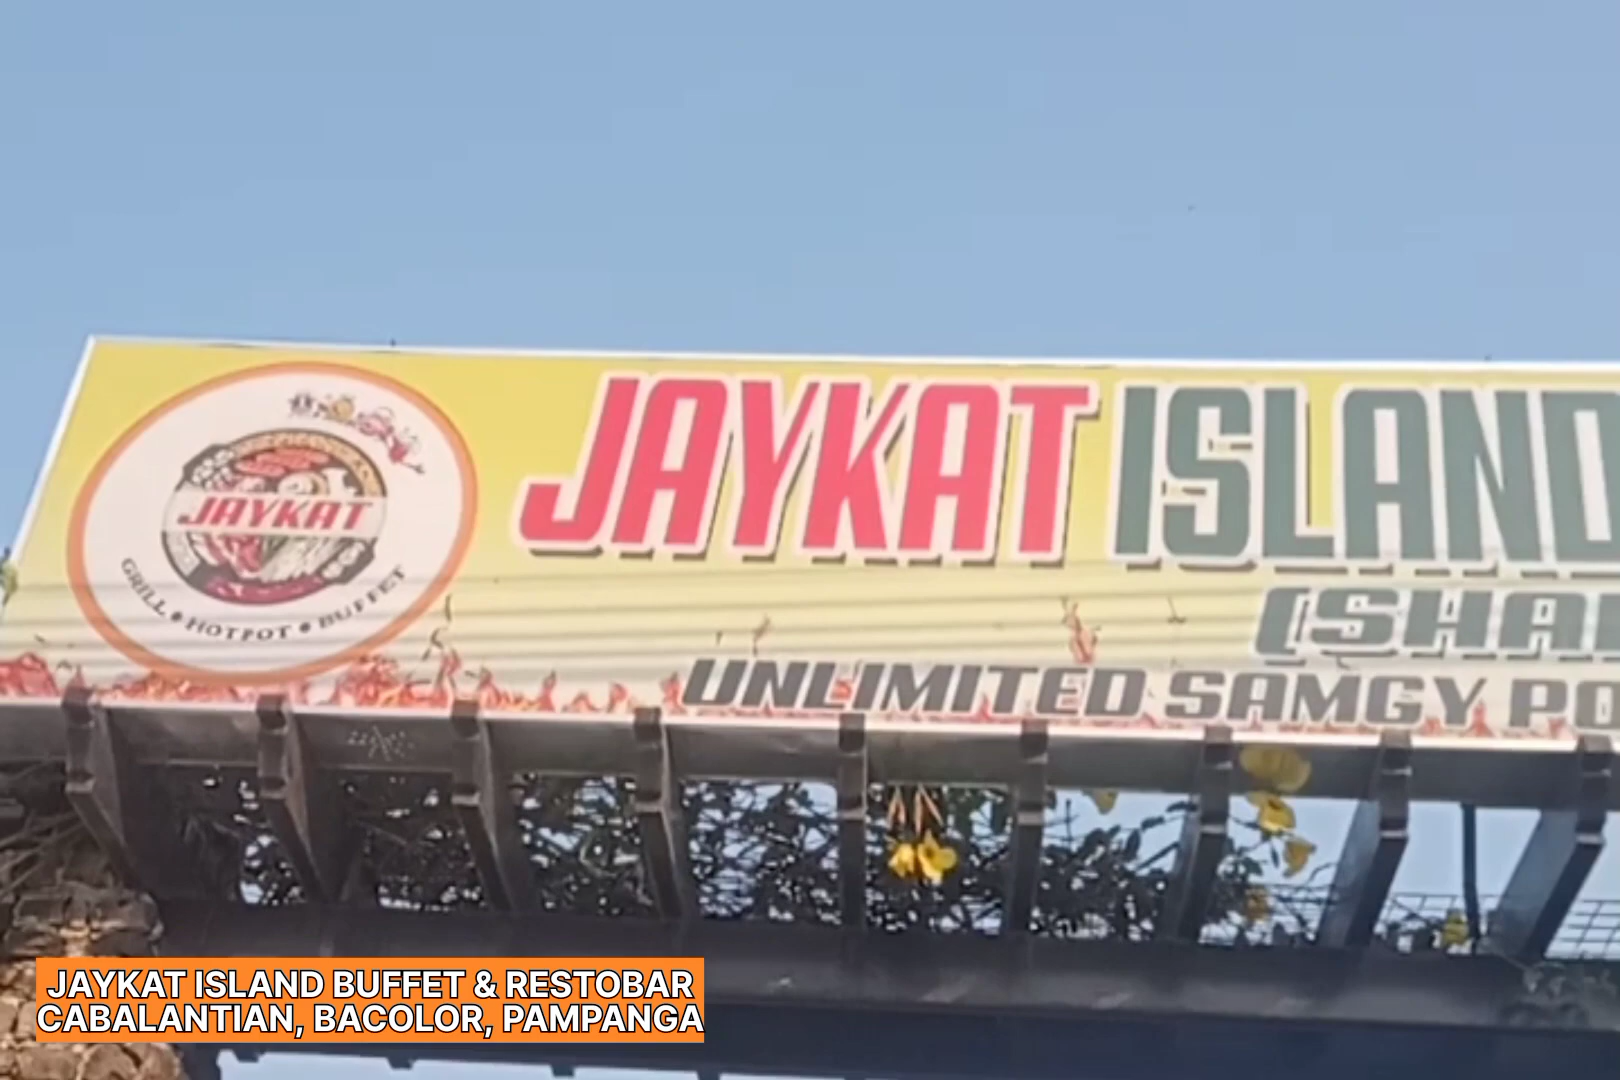 JAYKAT ISLAND
JAYKAT
GRILL • HOTPOT • BUFFET
UNLIMITED SAMGY
JAYKAT ISLAND BUFFET & RESTOBAR
CABALANTIAN, BACOLOR, PAMPANGA